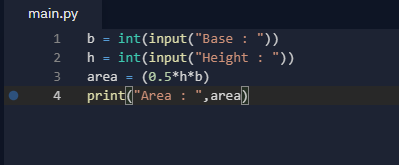 main.py
1 b = int(input("Base : "))
2 h = int(input("Height : "))
3 area = (0.5*h*b)
4 print("Area : ",area)